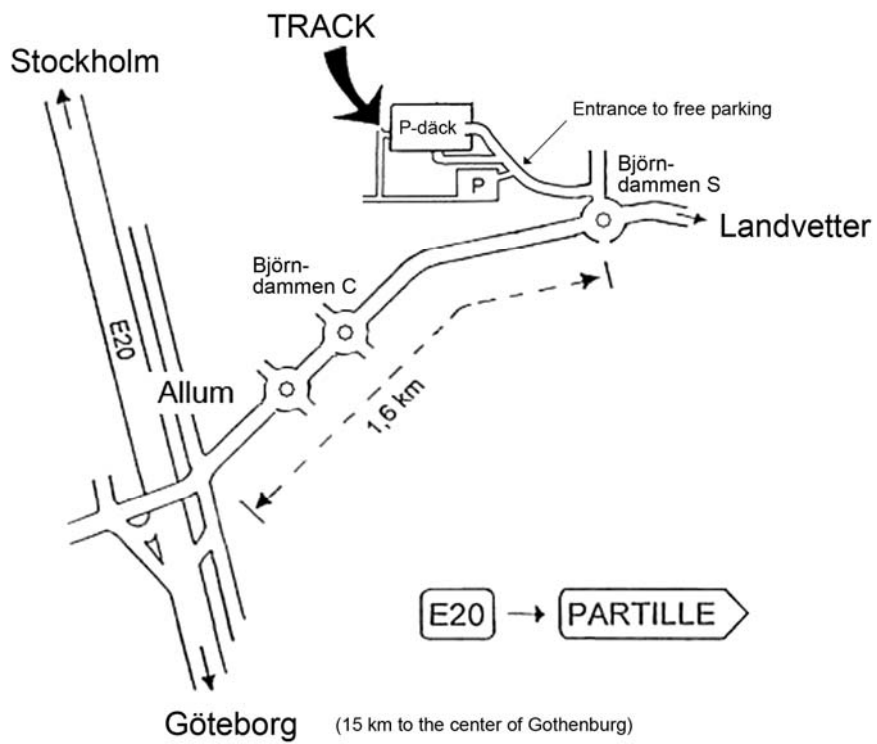 TRACK
Stockholm
P-däck
Entrance to free parking
Björn-
dammen S
P
Landvetter
Björn-
dammen C
E20
Allum
1,6 km
E20
PARTILLE
Göteborg
(15 km to the center of Gothenburg)